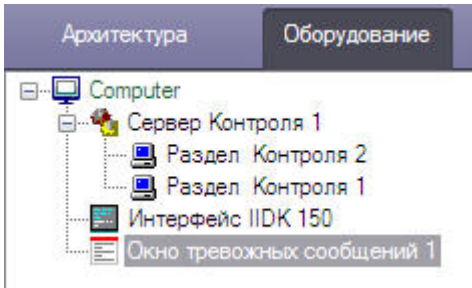 Архитектура Оборудование
Computer
Сервер Контроля 1
Раздел Контроля 2
Раздел Контроля 1
Интерфейс IIDK 150
Окно тревожных сообщений 1